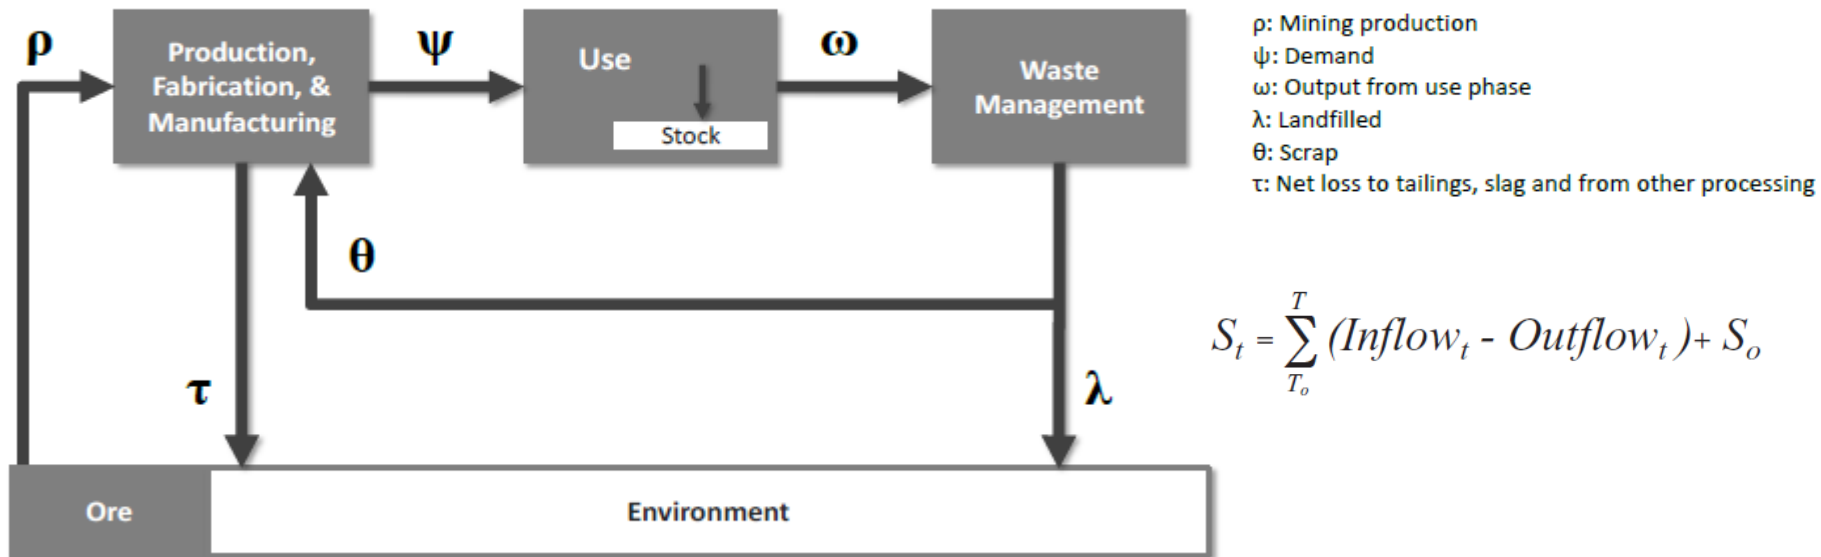 ρ
Production,
Fabrication, &
Manufacturing
ψ
Use
Stock
ω
Waste
Management
ρ: Mining production
ψ: Demand
ω: Output from use phase
λ: Landfilled
θ: Scrap
τ: Net loss to tailings, slag and from other processing
θ
τ
λ
S_t = ∑_{T_o}^{T} (Inflow_t - Outflow_t) + S_o
Ore
Environment